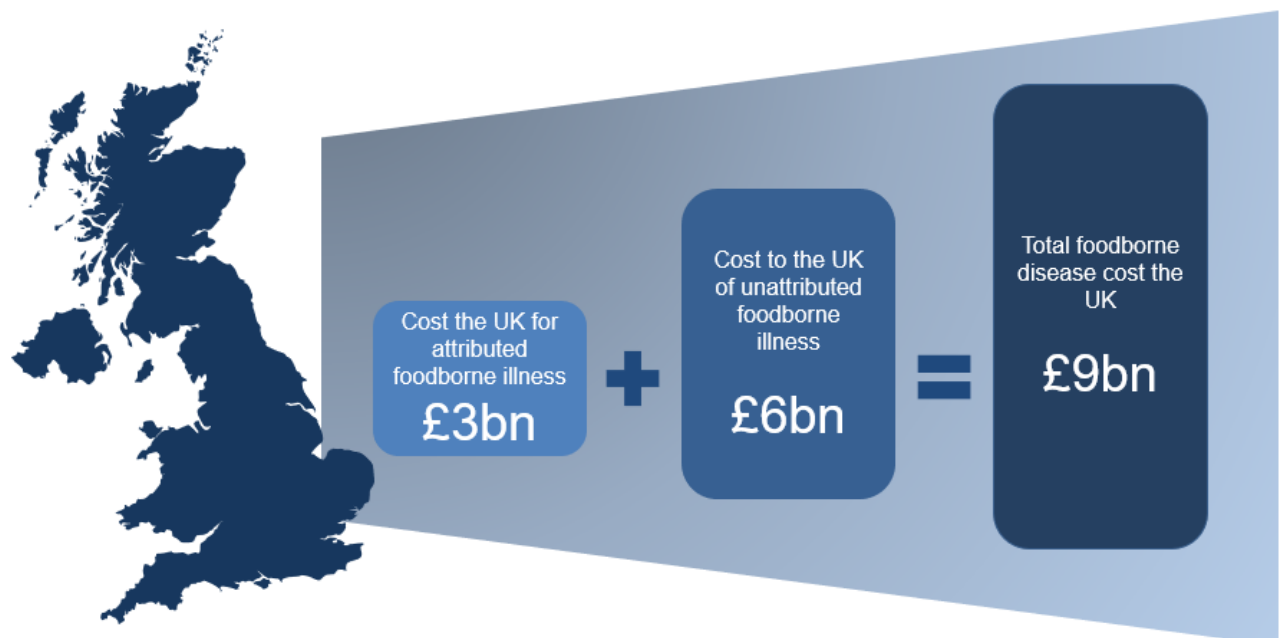 Cost the UK for
attributed
foodborne illness
£3bn
+
Cost to the UK
of unattributed
foodborne
illness
£6bn
=
Total foodborne
disease cost the
UK
£9bn